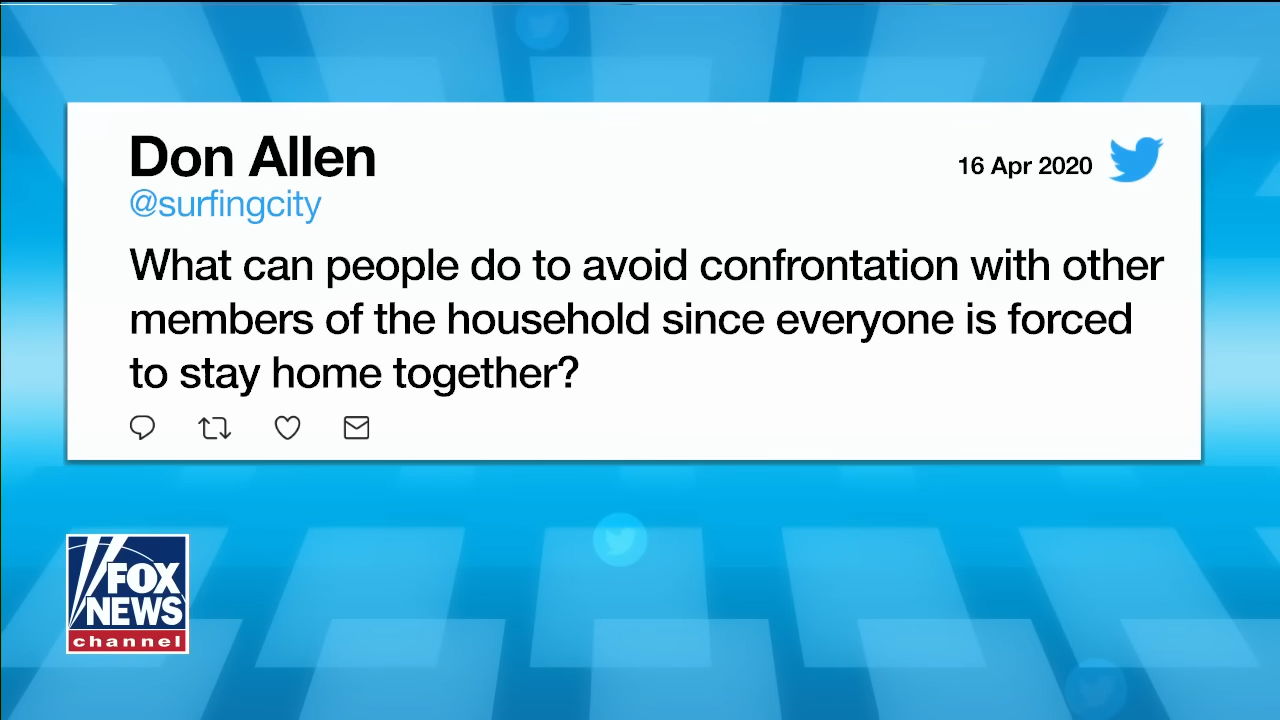 Don Allen
16 Apr 2020
@surfingcity
What can people do to avoid confrontation with other
members of the household since everyone is forced
to stay home together?
FOX
NEWS
channel